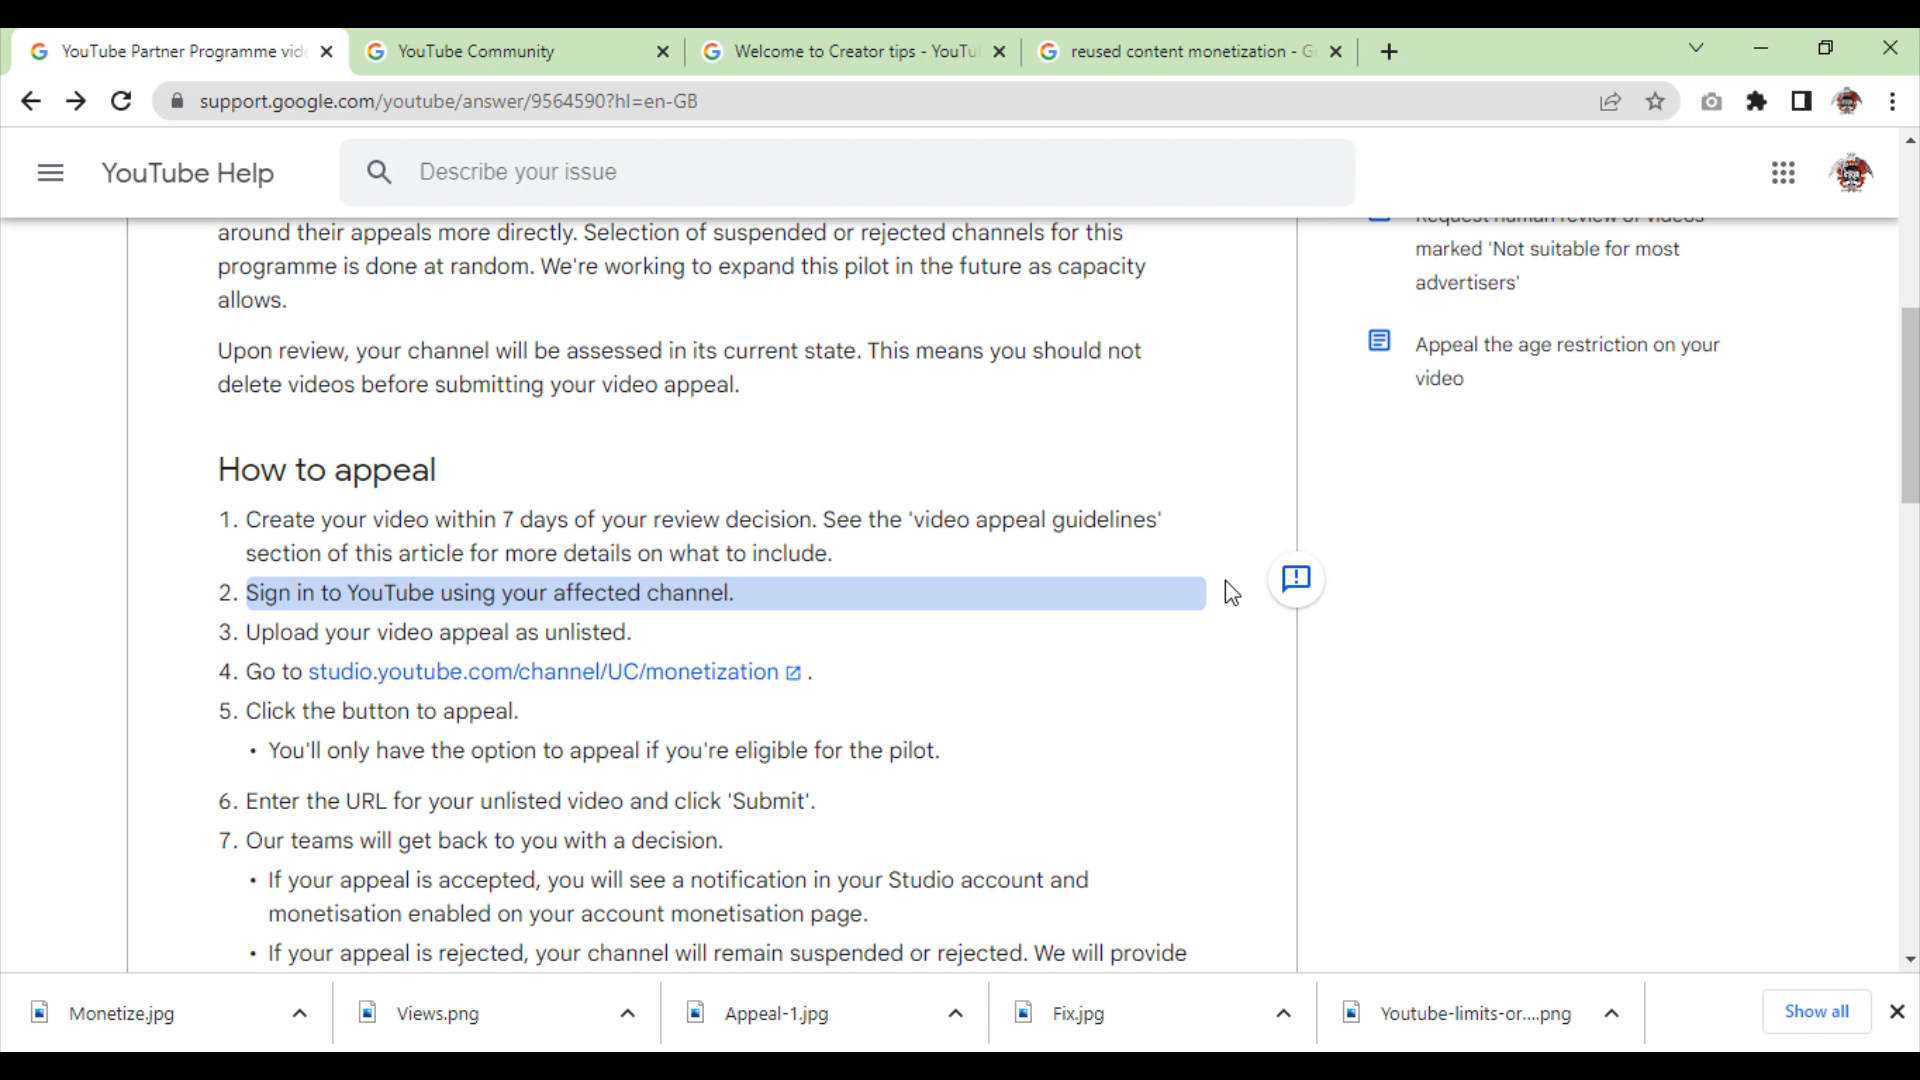 YouTube Partner Programme vide
YouTube Community
Welcome to Creator tips - YouTu
reused content monetization - G
support.google.com/youtube/answer/9564590?hl=en-GB
YouTube Help
Describe your issue
around their appeals more directly. Selection of suspended or rejected channels for this
programme is done at random. We're working to expand this pilot in the future as capacity
allows.
Upon review, your channel will be assessed in its current state. This means you should not
delete videos before submitting your video appeal.
How to appeal
1. Create your video within 7 days of your review decision. See the 'video appeal guidelines'
section of this article for more details on what to include.
2. Sign in to YouTube using your affected channel.
3. Upload your video appeal as unlisted.
4. Go to studio.youtube.com/channel/UC/monetization .
5. Click the button to appeal.
• You'll only have the option to appeal if you're eligible for the pilot.
6. Enter the URL for your unlisted video and click 'Submit'.
7. Our teams will get back to you with a decision.
• If your appeal is accepted, you will see a notification in your Studio account and
monetisation enabled on your account monetisation page.
• If your appeal is rejected, your channel will remain suspended or rejected. We will provide
Request human review of videos
marked 'Not suitable for most
advertisers'
Appeal the age restriction on your
video
Monetize.jpg
Views.png
Appeal-1.jpg
Fix.jpg
Youtube-limits-or....png
Show all